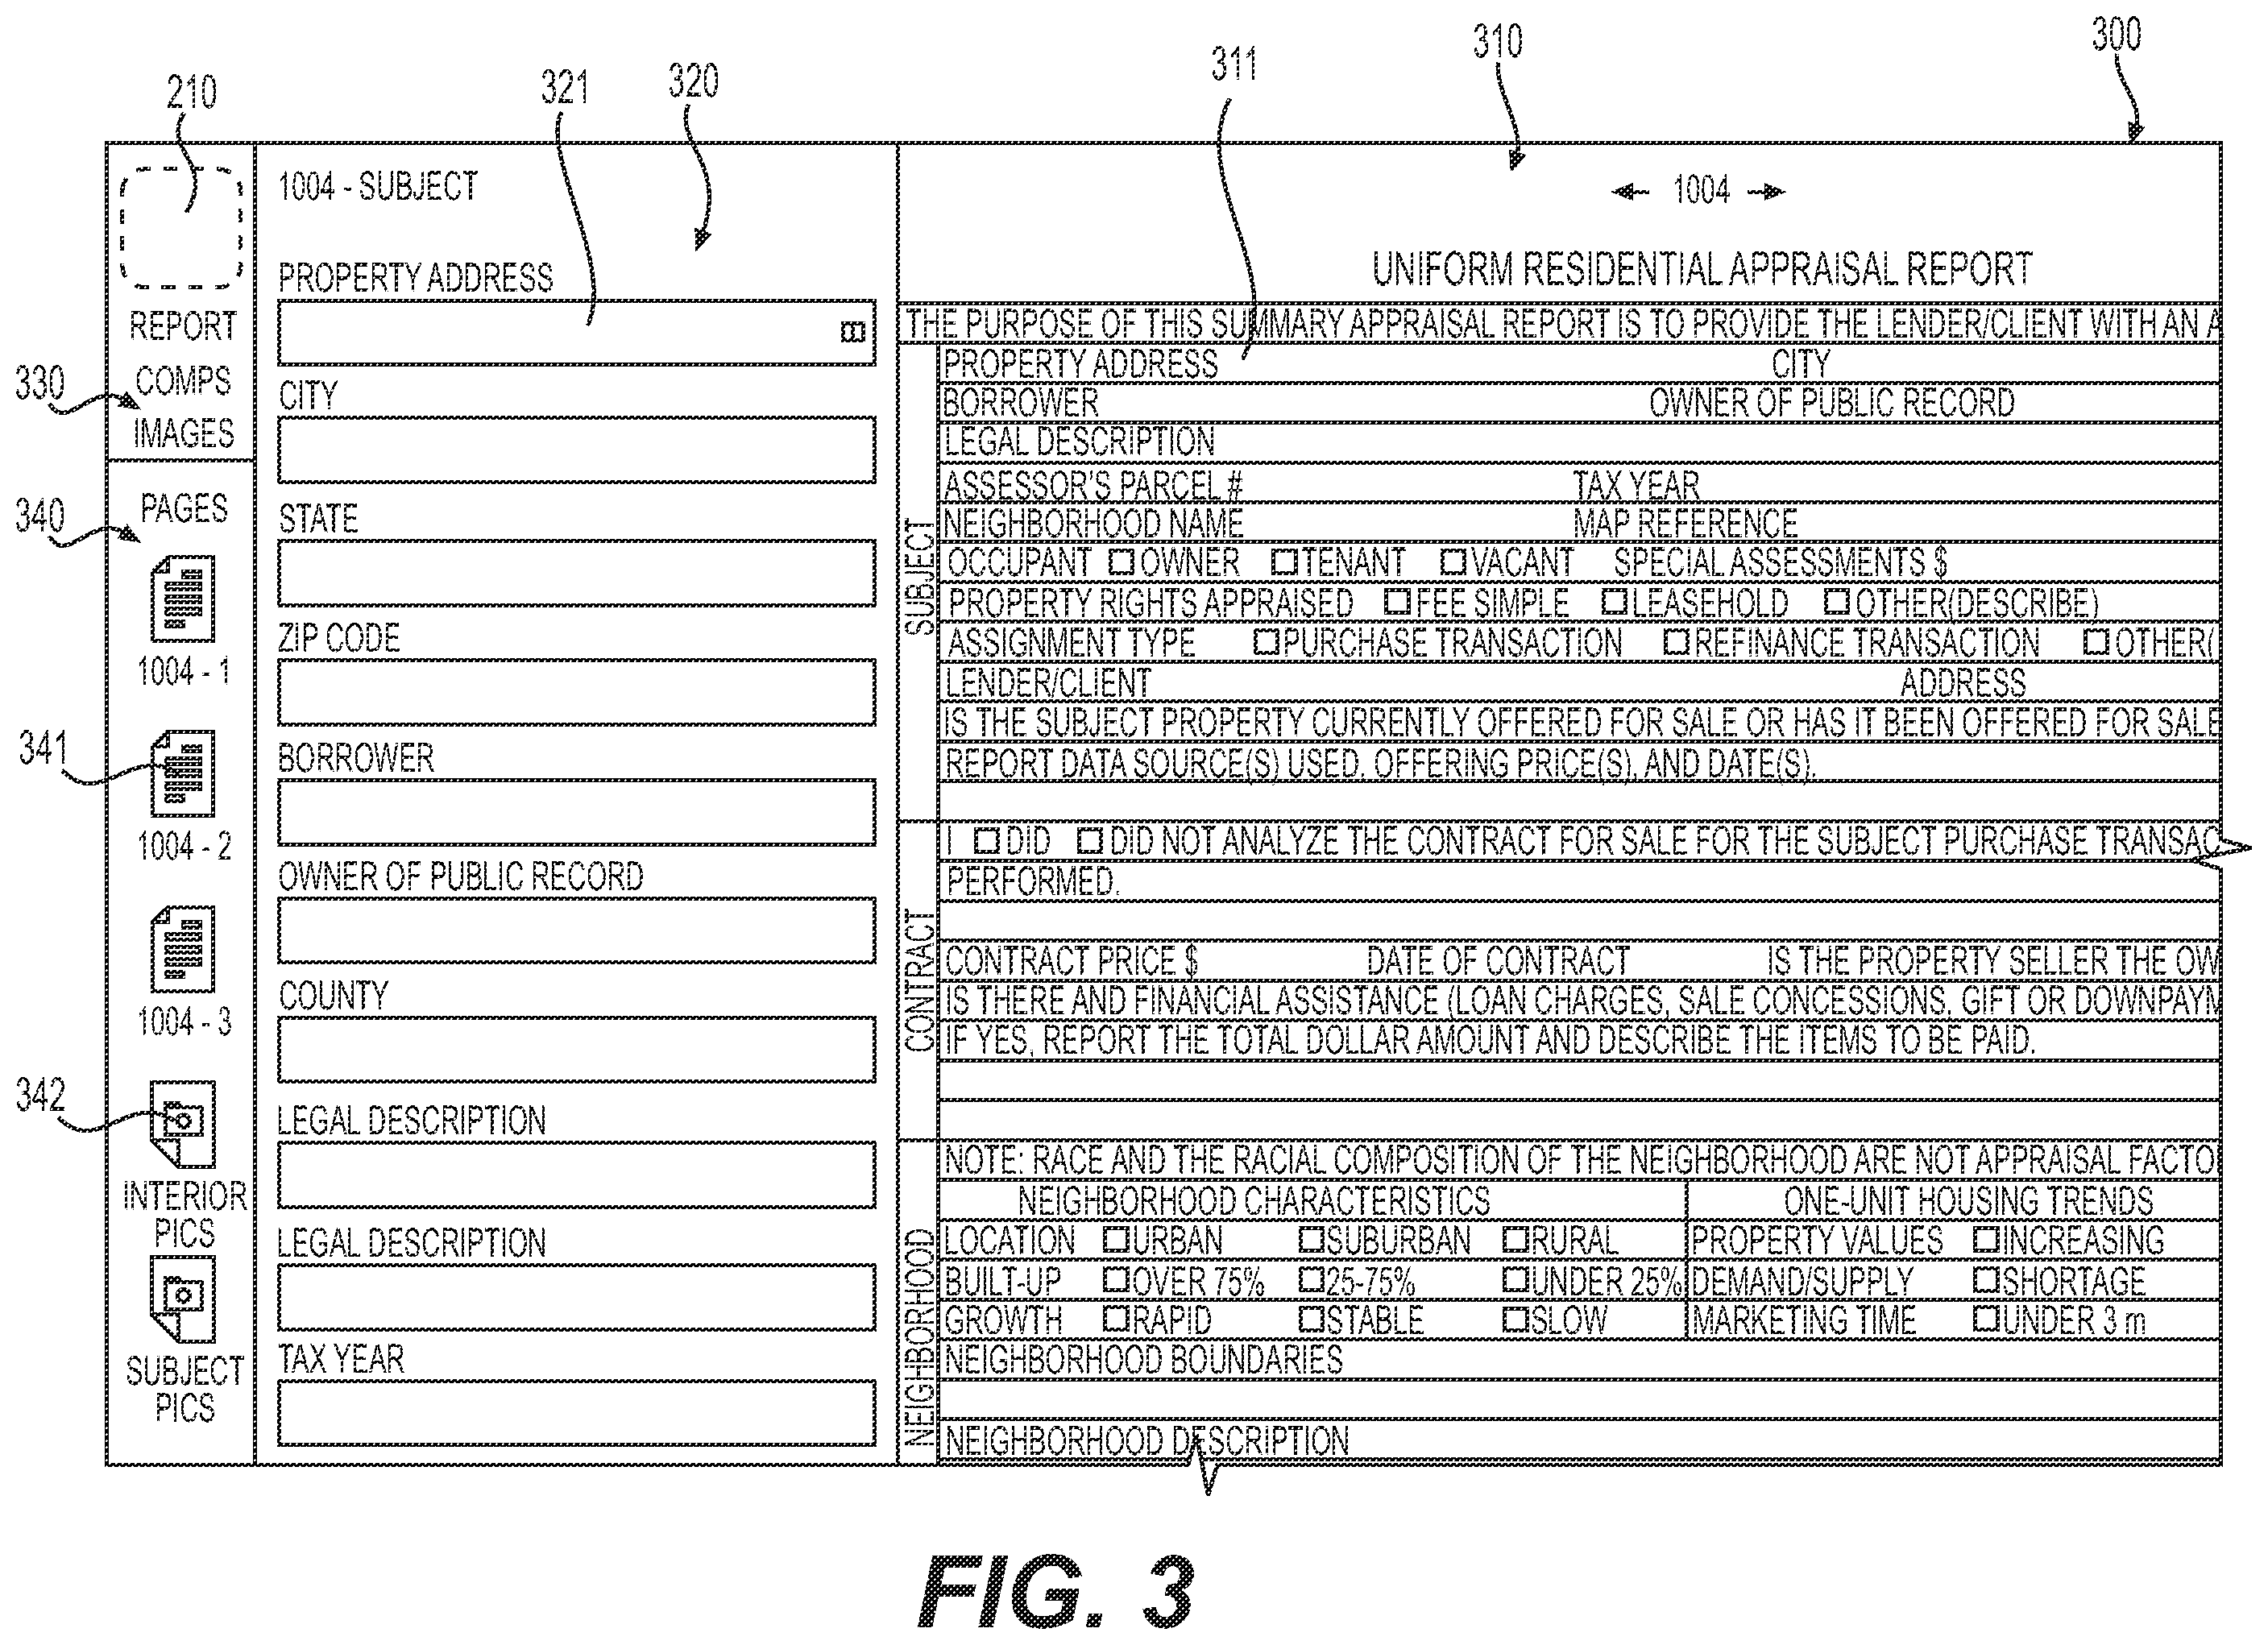 300
310
311
320
321
210
1004 - SUBJECT
← 1004 →
UNIFORM RESIDENTIAL APPRAISAL REPORT
REPORT
COMPS
IMAGES
330
PAGES
340
1004 - 1
341
1004 - 2
1004 - 3
342
INTERIOR
PICS
SUBJECT
PICS
PROPERTY ADDRESS
CITY
STATE
ZIP CODE
BORROWER
OWNER OF PUBLIC RECORD
COUNTY
LEGAL DESCRIPTION
LEGAL DESCRIPTION
TAX YEAR
THE PURPOSE OF THIS SUMMARY APPRAISAL REPORT IS TO PROVIDE THE LENDER/CLIENT WITH AN A
SUBJECT
PROPERTY ADDRESS CITY
BORROWER OWNER OF PUBLIC RECORD
LEGAL DESCRIPTION
ASSESSOR'S PARCEL # TAX YEAR
NEIGHBORHOOD NAME MAP REFERENCE
OCCUPANT OWNER TENANT VACANT SPECIAL ASSESSMENTS $
PROPERTY RIGHTS APPRAISED FEE SIMPLE LEASEHOLD OTHER(DESCRIBE)
ASSIGNMENT TYPE PURCHASE TRANSACTION REFINANCE TRANSACTION OTHER(
LENDER/CLIENT ADDRESS
IS THE SUBJECT PROPERTY CURRENTLY OFFERED FOR SALE OR HAS IT BEEN OFFERED FOR SALE
REPORT DATA SOURCE(S) USED, OFFERING PRICE(S), AND DATE(S).
CONTRACT
I DID DID NOT ANALYZE THE CONTRACT FOR SALE FOR THE SUBJECT PURCHASE TRANSAC
PERFORMED.
CONTRACT PRICE $ DATE OF CONTRACT IS THE PROPERTY SELLER THE OW
IS THERE AND FINANCIAL ASSISTANCE (LOAN CHARGES, SALE CONCESSIONS, GIFT OR DOWNPAYM
IF YES, REPORT THE TOTAL DOLLAR AMOUNT AND DESCRIBE THE ITEMS TO BE PAID.
NEIGHBORHOOD
NOTE: RACE AND THE RACIAL COMPOSITION OF THE NEIGHBORHOOD ARE NOT APPRAISAL FACTO
NEIGHBORHOOD CHARACTERISTICS ONE-UNIT HOUSING TRENDS
LOCATION URBAN SUBURBAN RURAL PROPERTY VALUES INCREASING
BUILT-UP OVER 75% 25-75% UNDER 25% DEMAND/SUPPLY SHORTAGE
GROWTH RAPID STABLE SLOW MARKETING TIME UNDER 3 m
NEIGHBORHOOD BOUNDARIES
NEIGHBORHOOD DESCRIPTION
FIG. 3